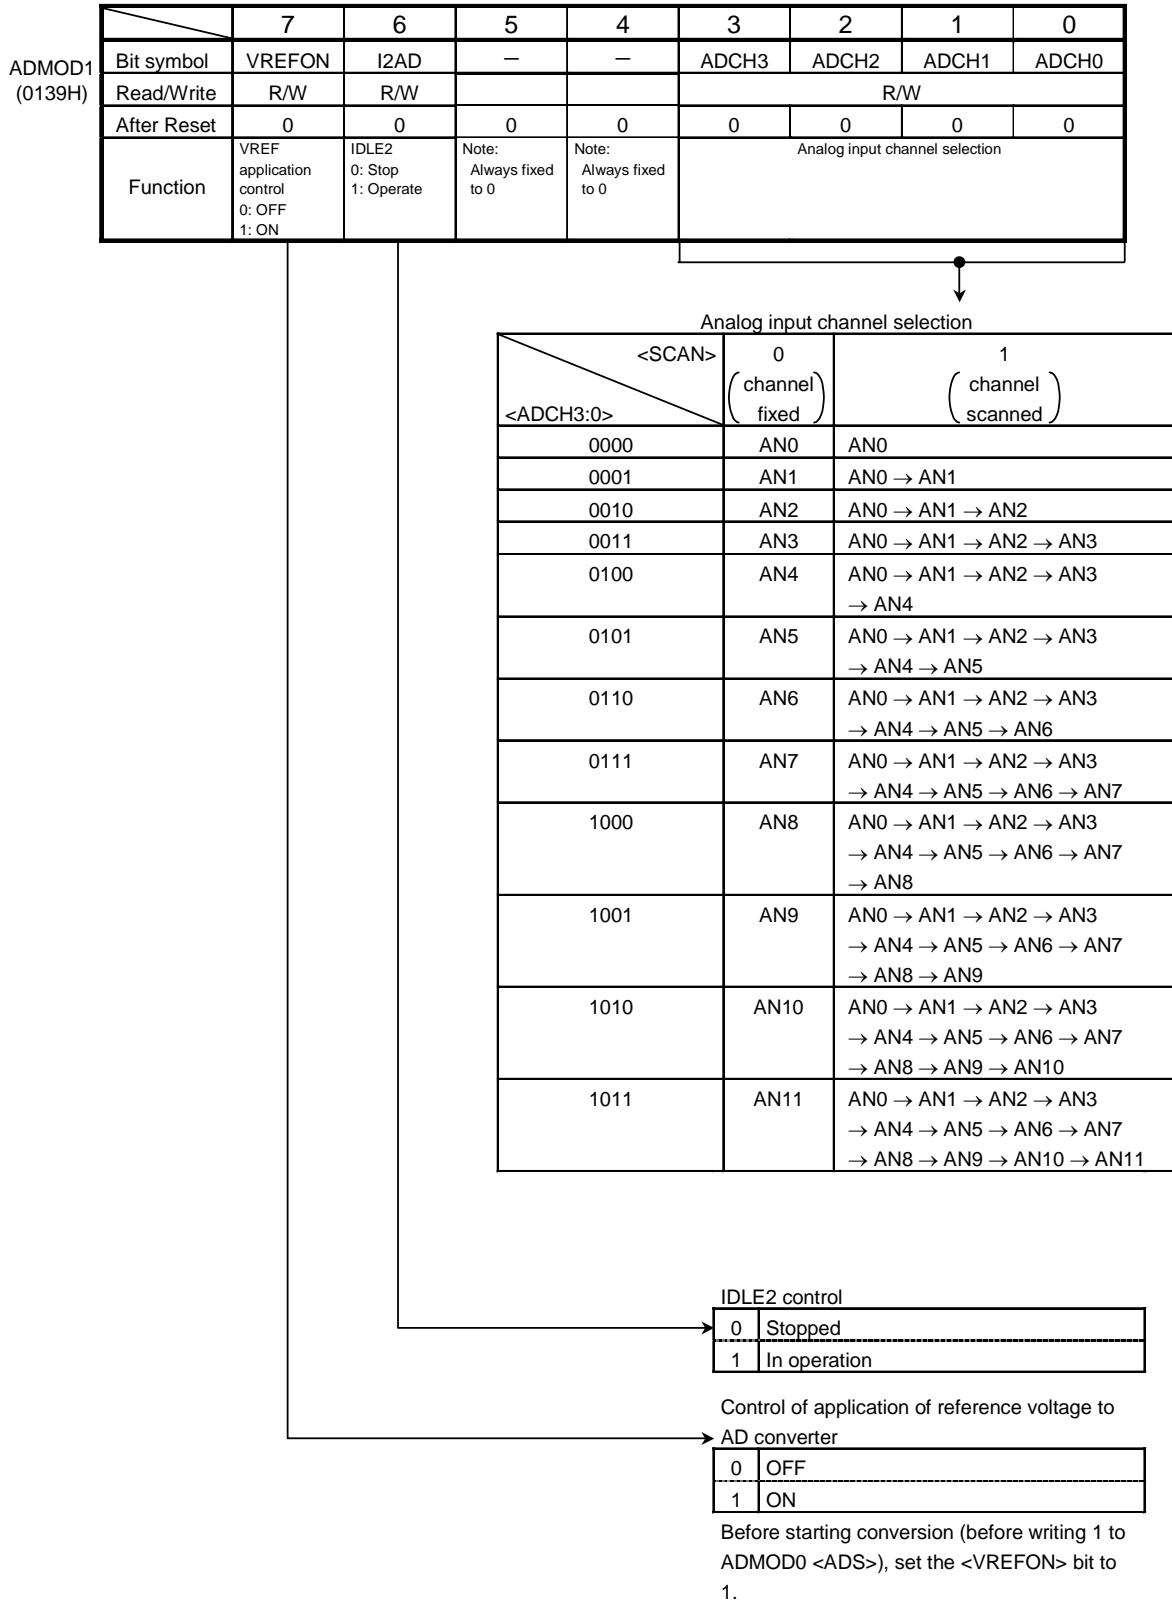 7 6 5 4 3 2 1 0
ADMOD1
(0139H)
Bit symbol VREFON I2AD — — ADCH3 ADCH2 ADCH1 ADCH0
Read/Write R/W R/W R/W
After Reset 0 0 0 0 0 0 0 0
Function
VREF
application
control
0: OFF
1: ON
IDLE2
0: Stop
1: Operate
Note:
Always fixed
to 0
Note:
Always fixed
to 0
Analog input channel selection
Analog input channel selection
<SCAN>
<ADCH3:0>
0
(channel
fixed)
1
(channel
scanned)
0000 AN0 AN0
0001 AN1 AN0 → AN1
0010 AN2 AN0 → AN1 → AN2
0011 AN3 AN0 → AN1 → AN2 → AN3
0100 AN4 AN0 → AN1 → AN2 → AN3
→ AN4
0101 AN5 AN0 → AN1 → AN2 → AN3
→ AN4 → AN5
0110 AN6 AN0 → AN1 → AN2 → AN3
→ AN4 → AN5 → AN6
0111 AN7 AN0 → AN1 → AN2 → AN3
→ AN4 → AN5 → AN6 → AN7
1000 AN8 AN0 → AN1 → AN2 → AN3
→ AN4 → AN5 → AN6 → AN7
→ AN8
1001 AN9 AN0 → AN1 → AN2 → AN3
→ AN4 → AN5 → AN6 → AN7
→ AN8 → AN9
1010 AN10 AN0 → AN1 → AN2 → AN3
→ AN4 → AN5 → AN6 → AN7
→ AN8 → AN9 → AN10
1011 AN11 AN0 → AN1 → AN2 → AN3
→ AN4 → AN5 → AN6 → AN7
→ AN8 → AN9 → AN10 → AN11
IDLE2 control
0 Stopped
1 In operation
Control of application of reference voltage to
AD converter
0 OFF
1 ON
Before starting conversion (before writing 1 to
ADMOD0 <ADS>), set the <VREFON> bit to
1.